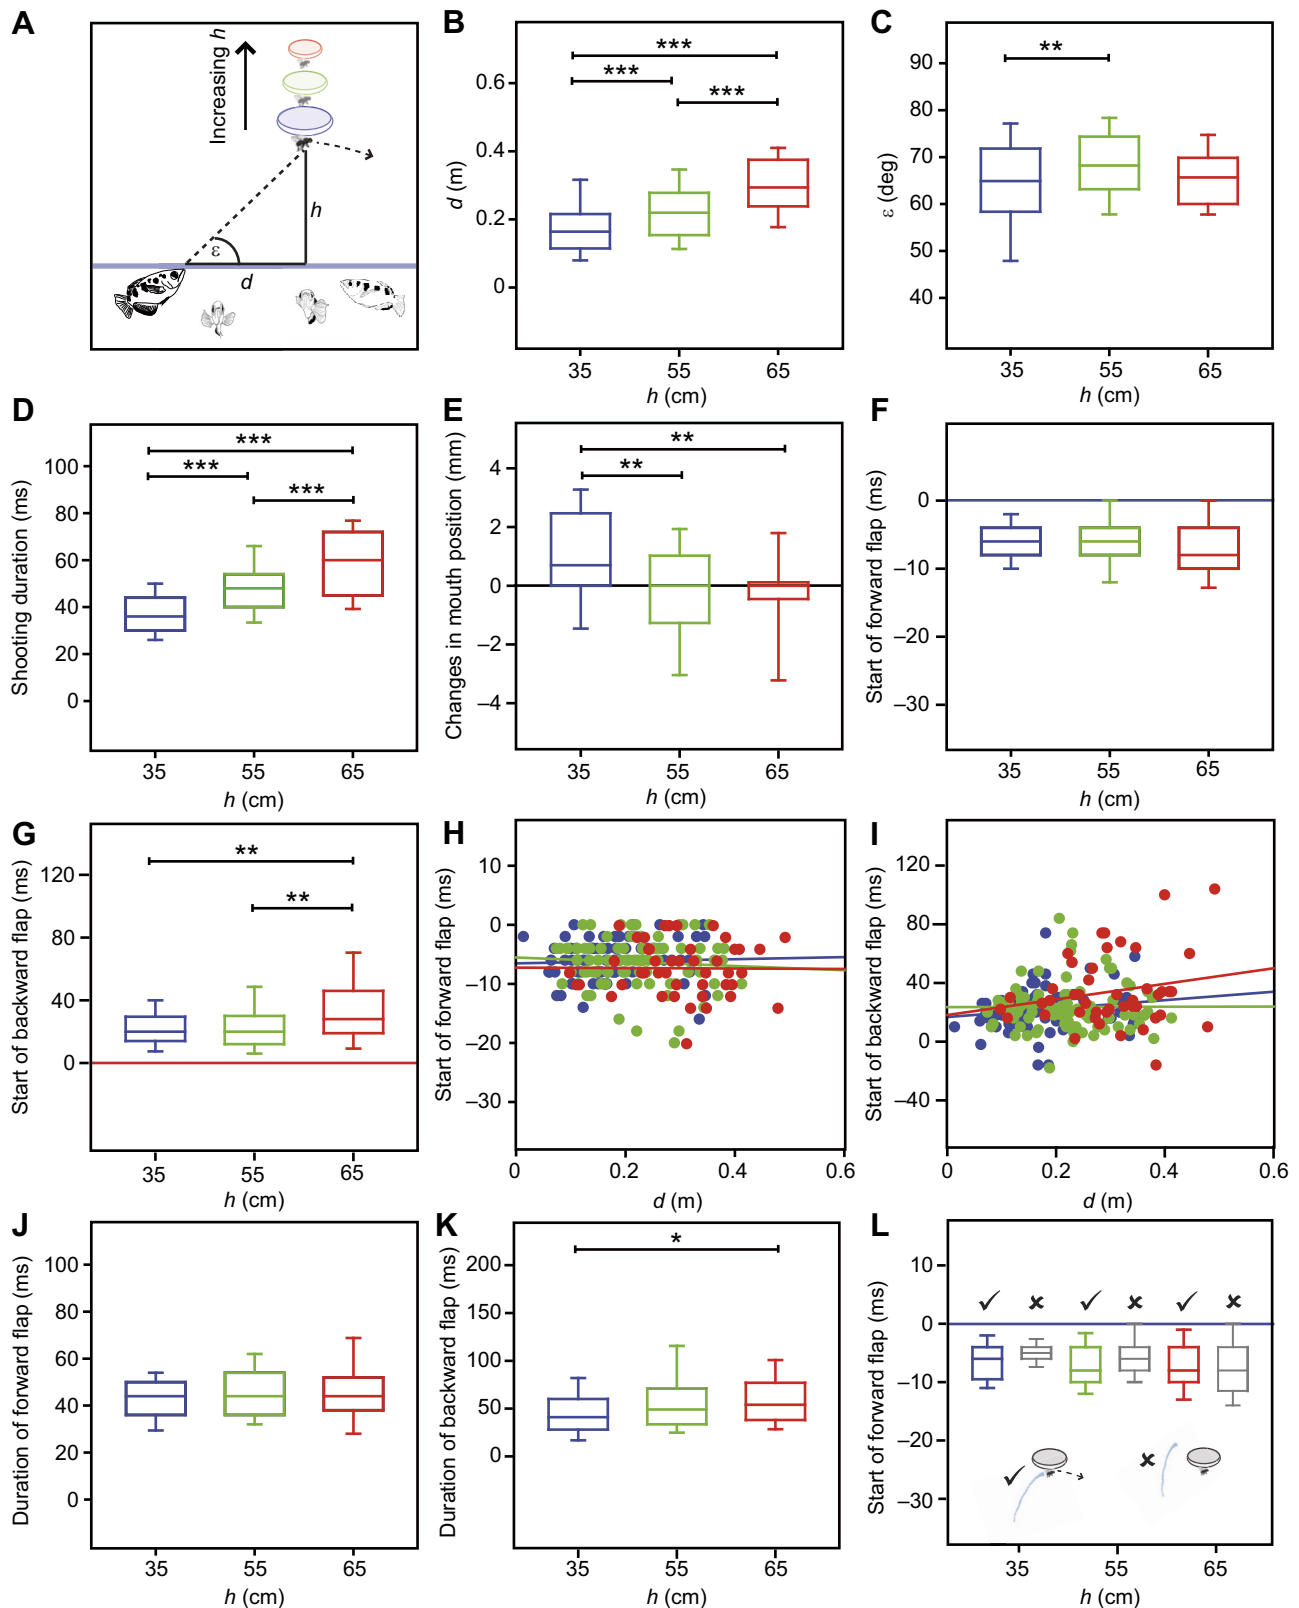 A
Increasing h
h
ε
d
B
d (m)
0.6
0.4
0.2
0
***
***
***
35 55 65
h (cm)
C
ε (deg)
90
80
70
60
50
40
**
35 55 65
h (cm)
D
Shooting duration (ms)
100
80
60
40
20
0
***
***
***
35 55 65
h (cm)
E
Changes in mouth position (mm)
4
2
0
–2
–4
**
**
35 55 65
h (cm)
F
Start of forward flap (ms)
0
–10
–20
–30
35 55 65
h (cm)
G
Start of backward flap (ms)
120
80
40
0
**
**
35 55 65
h (cm)
H
Start of forward flap (ms)
10
0
–10
–20
–30
0 0.2 0.4 0.6
d (m)
I
Start of backward flap (ms)
120
80
40
0
–40
0 0.2 0.4 0.6
d (m)
J
Duration of forward flap (ms)
100
80
60
40
20
0
35 55 65
h (cm)
K
Duration of backward flap (ms)
200
150
100
50
0
*
35 55 65
h (cm)
L
Start of forward flap (ms)
10
0
–10
–20
–30
✓ ✘ ✓ ✘ ✓ ✘
✓ ✘
35 55 65
h (cm)